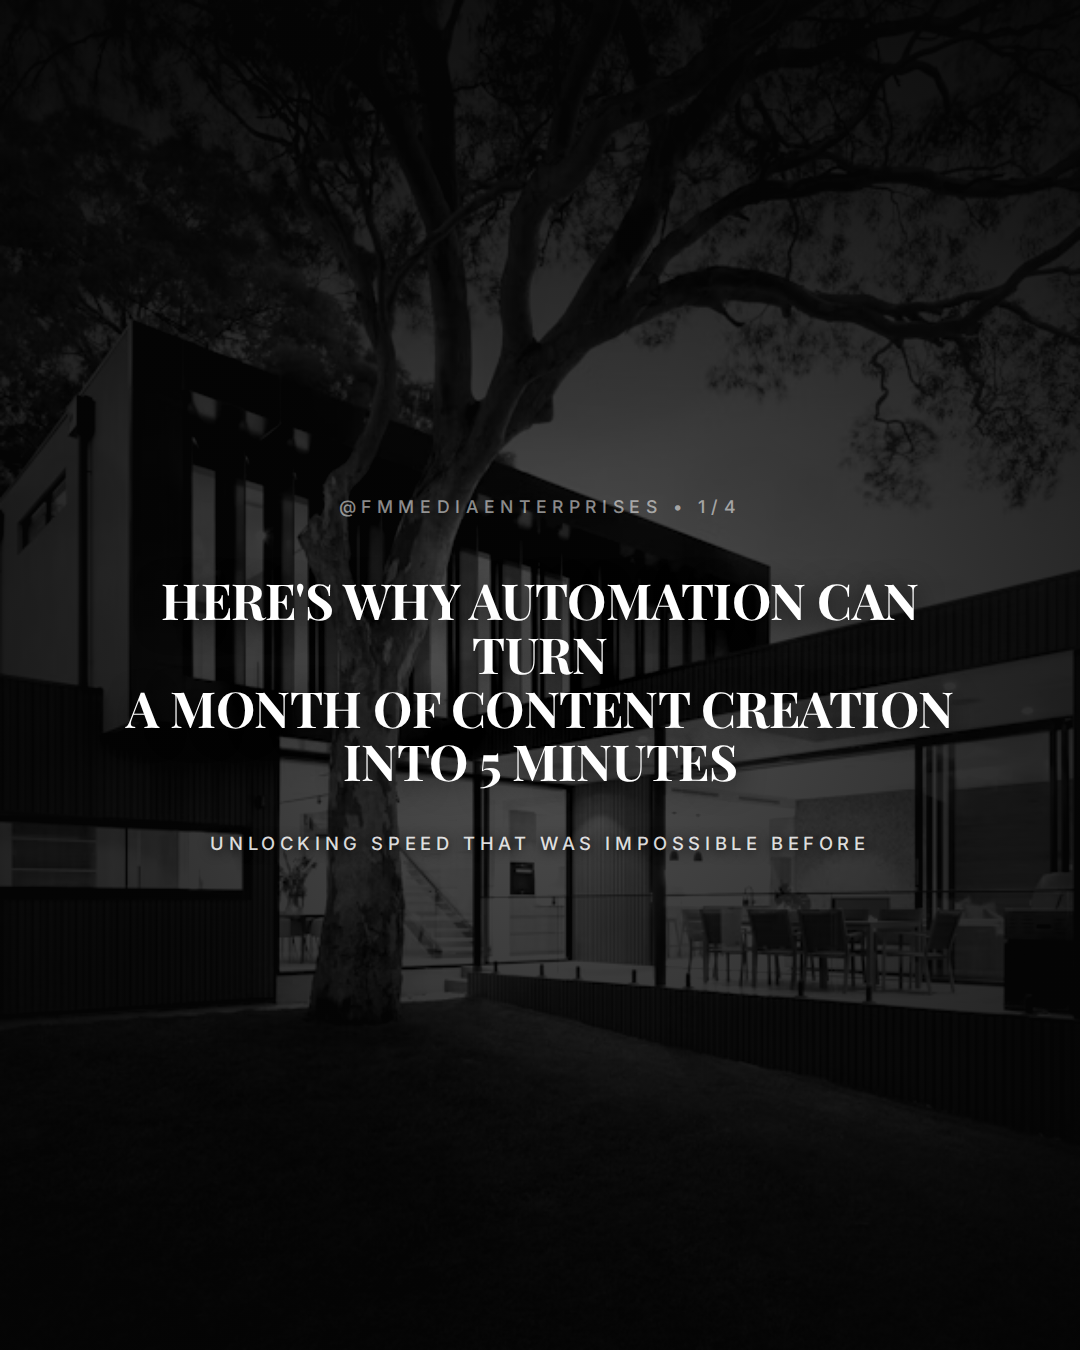 @FMMEDIAENTERPRISES • 1/4
HERE'S WHY AUTOMATION CAN
TURN
A MONTH OF CONTENT CREATION
INTO 5 MINUTES
UNLOCKING SPEED THAT WAS IMPOSSIBLE BEFORE